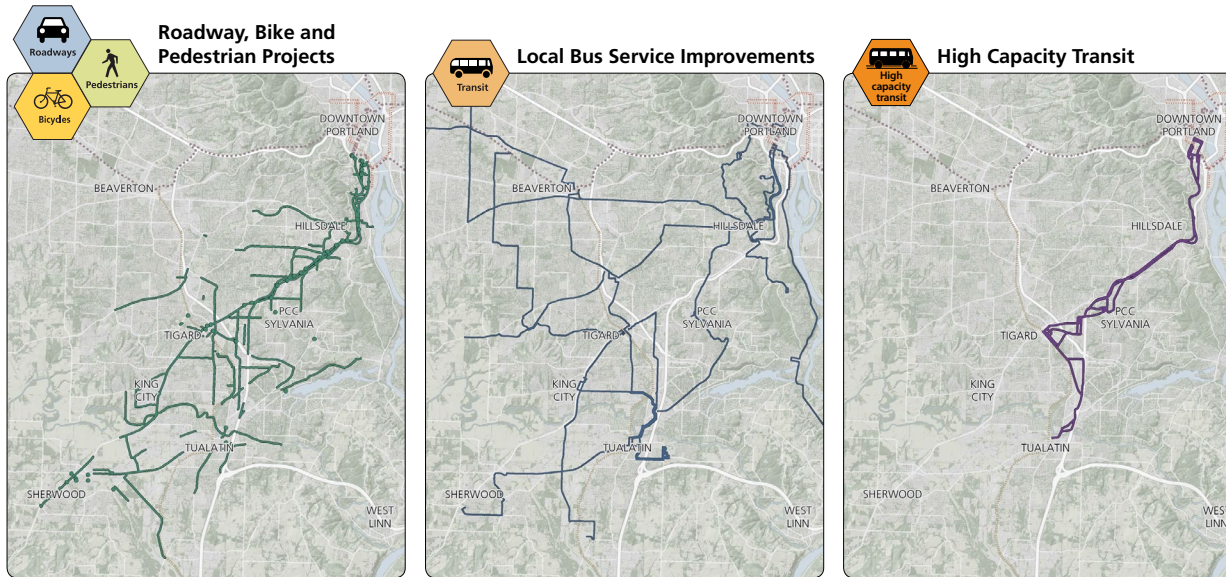 Roadways
Pedestrians
Bicycles
Roadway, Bike and
Pedestrian Projects
DOWNTOWN
PORTLAND
BEAVERTON
HILLSDALE
PCC
SYLVANIA
TIGARD
KING
CITY
TUALATIN
SHERWOOD
WEST
LINN
Transit
Local Bus Service Improvements
DOWNTOWN
PORTLAND
BEAVERTON
HILLSDALE
PCC
SYLVANIA
TIGARD
KING
CITY
TUALATIN
SHERWOOD
WEST
LINN
High
capacity
transit
High Capacity Transit
DOWNTOWN
PORTLAND
BEAVERTON
HILLSDALE
PCC
SYLVANIA
TIGARD
KING
CITY
TUALATIN
SHERWOOD
WEST
LINN